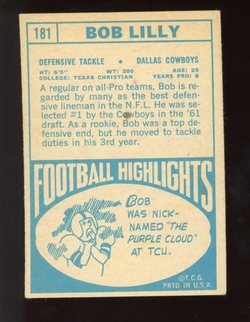 181 BOB LILLY
DEFENSIVE TACKLE • DALLAS COWBOYS
HT: 6'5" WT: 260 AGE: 29
COLLEGE: TEXAS CHRISTIAN YEARS PRO: 8
A regular on all-Pro teams, Bob is re-
garded by many as the best defen-
sive lineman in the N.F.L. He was se-
lected #1 by the Cowboys in the '61
draft. As a rookie, Bob was a top de-
fensive end, but he moved to tackle
duties in his 3rd year.
FOOTBALL HIGHLIGHTS
BOB
WAS NICK-
NAMED "THE
PURPLE CLOUD"
AT TCU.
© T.C.G.
PRTD IN U.S.A.